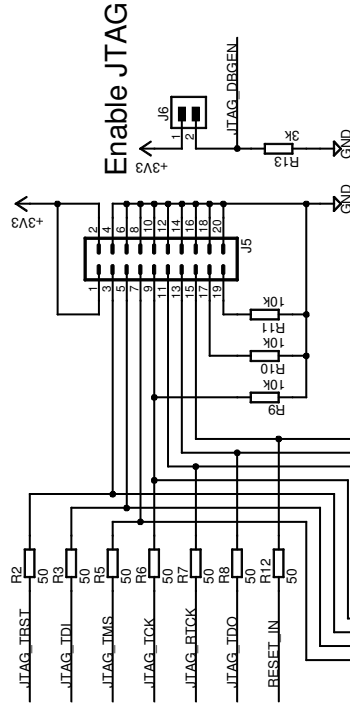 Enable JTAG
+3V3
J6
1
2
JTAG_DBGEN
R13
3k
GND
+3V3
1 2
3 4
5 6
7 8
9 10
11 12
13 14
15 16
17 18
19 20
J5
R11
10k
R10
10k
R9
10k
GND
JTAG_TRST R2 50
JTAG_TDI R3 50
JTAG_TMS R5 50
JTAG_TCK R6 50
JTAG_RTCK R7 50
JTAG_TDO R8 50
RESET_IN R12 50